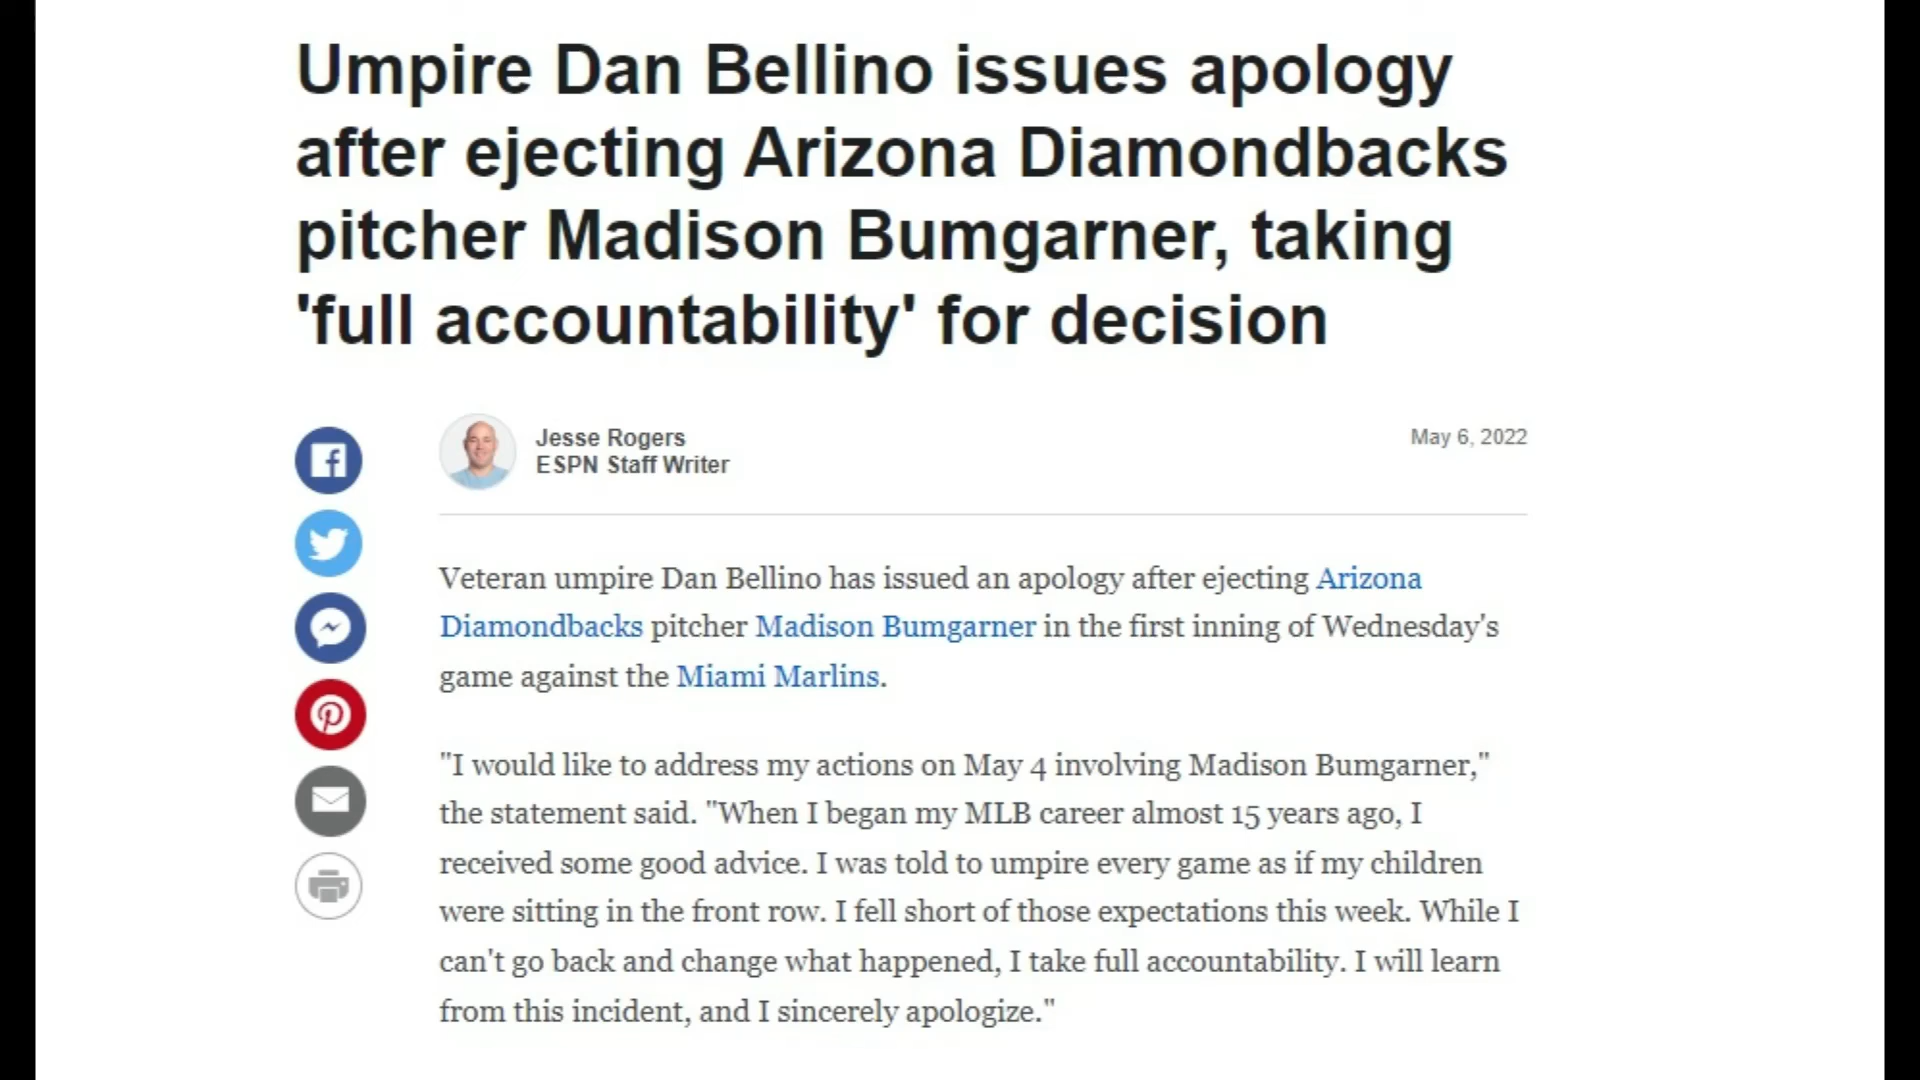 Umpire Dan Bellino issues apology
after ejecting Arizona Diamondbacks
pitcher Madison Bumgarner, taking
'full accountability' for decision
Jesse Rogers
ESPN Staff Writer
May 6, 2022
Veteran umpire Dan Bellino has issued an apology after ejecting Arizona
Diamondbacks pitcher Madison Bumgarner in the first inning of Wednesday's
game against the Miami Marlins.
"I would like to address my actions on May 4 involving Madison Bumgarner,"
the statement said. "When I began my MLB career almost 15 years ago, I
received some good advice. I was told to umpire every game as if my children
were sitting in the front row. I fell short of those expectations this week. While I
can't go back and change what happened, I take full accountability. I will learn
from this incident, and I sincerely apologize."